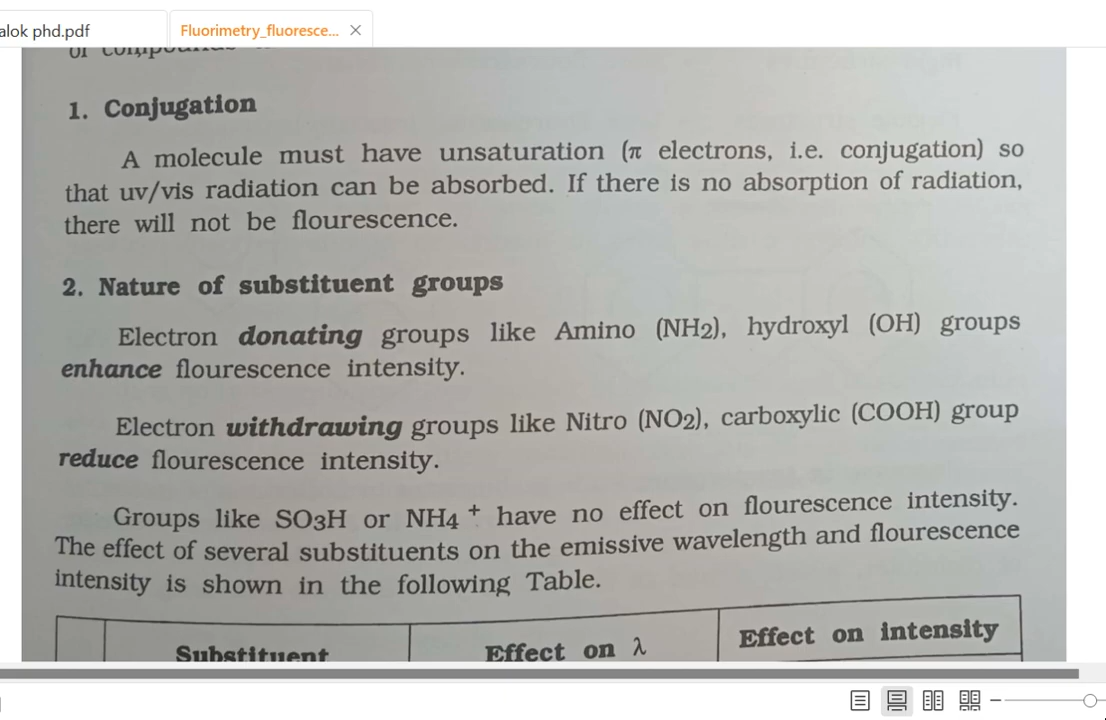 alok phd.pdf
Fluorimetry_fluoresce...
1. Conjugation
A molecule must have unsaturation (π electrons, i.e. conjugation) so
that uv/vis radiation can be absorbed. If there is no absorption of radiation,
there will not be flourescence.
2. Nature of substituent groups
Electron donating groups like Amino (NH2), hydroxyl (OH) groups
enhance flourescence intensity.
Electron withdrawing groups like Nitro (NO2), carboxylic (COOH) group
reduce flourescence intensity.
Groups like SO3H or NH4 + have no effect on flourescence intensity.
The effect of several substituents on the emissive wavelength and flourescence
intensity is shown in the following Table.
Substituent Effect on λ Effect on intensity